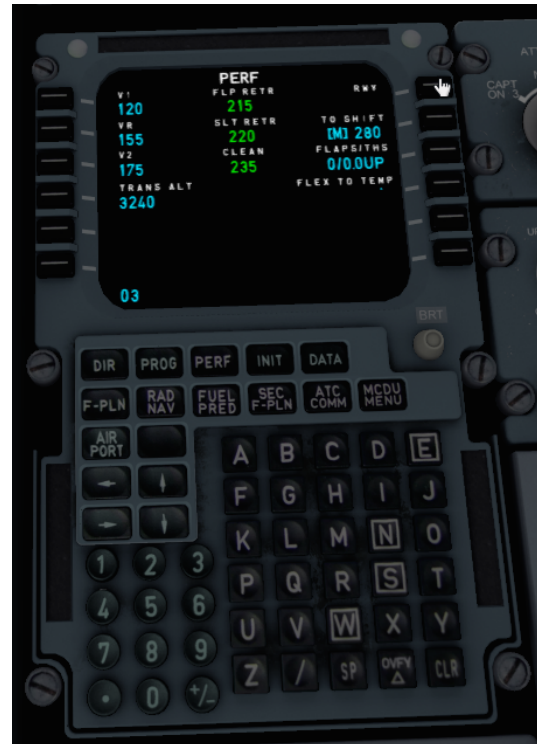 PERF
V1 FLP RETR RWY
120 215
VR SLT RETR TO SHIFT
155 220 [M] 280
V2 CLEAN FLAPS/THS
175 235 0/0.0UP
TRANS ALT FLEX TO TEMP
3240
03
BRT
DIR PROG PERF INIT DATA
F-PLN RAD NAV FUEL PRED SEC F-PLN ATC COMM MCDU MENU
AIR PORT
A B C D E
F G H I J
K L M N O
1 2 3
P Q R S T
4 5 6
U V W X Y
7 8 9
Z / SP OVFY △ CLR
. 0 +/-
CAPT
ON 3